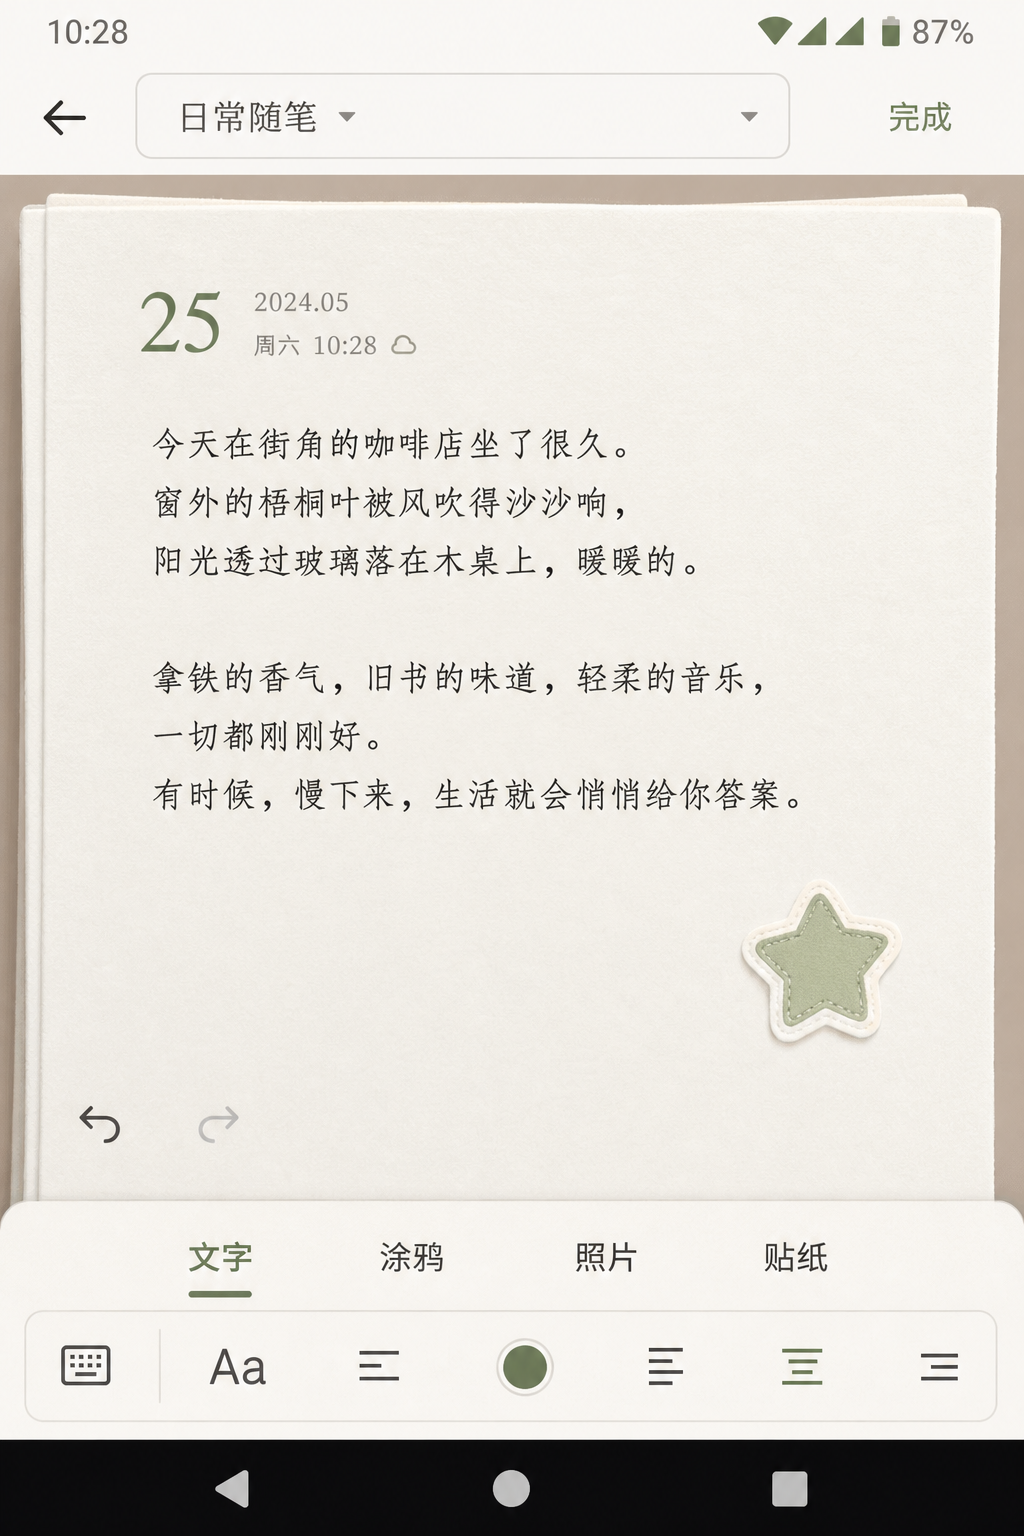 10:28
87%
日常随笔
完成
25
2024.05
周六 10:28
今天在街角的咖啡店坐了很久。
窗外的梧桐叶被风吹得沙沙响，
阳光透过玻璃落在木桌上，暖暖的。
拿铁的香气，旧书的味道，轻柔的音乐，
一切都刚刚好。
有时候，慢下来，生活就会悄悄给你答案。
文字
涂鸦
照片
贴纸
Aa